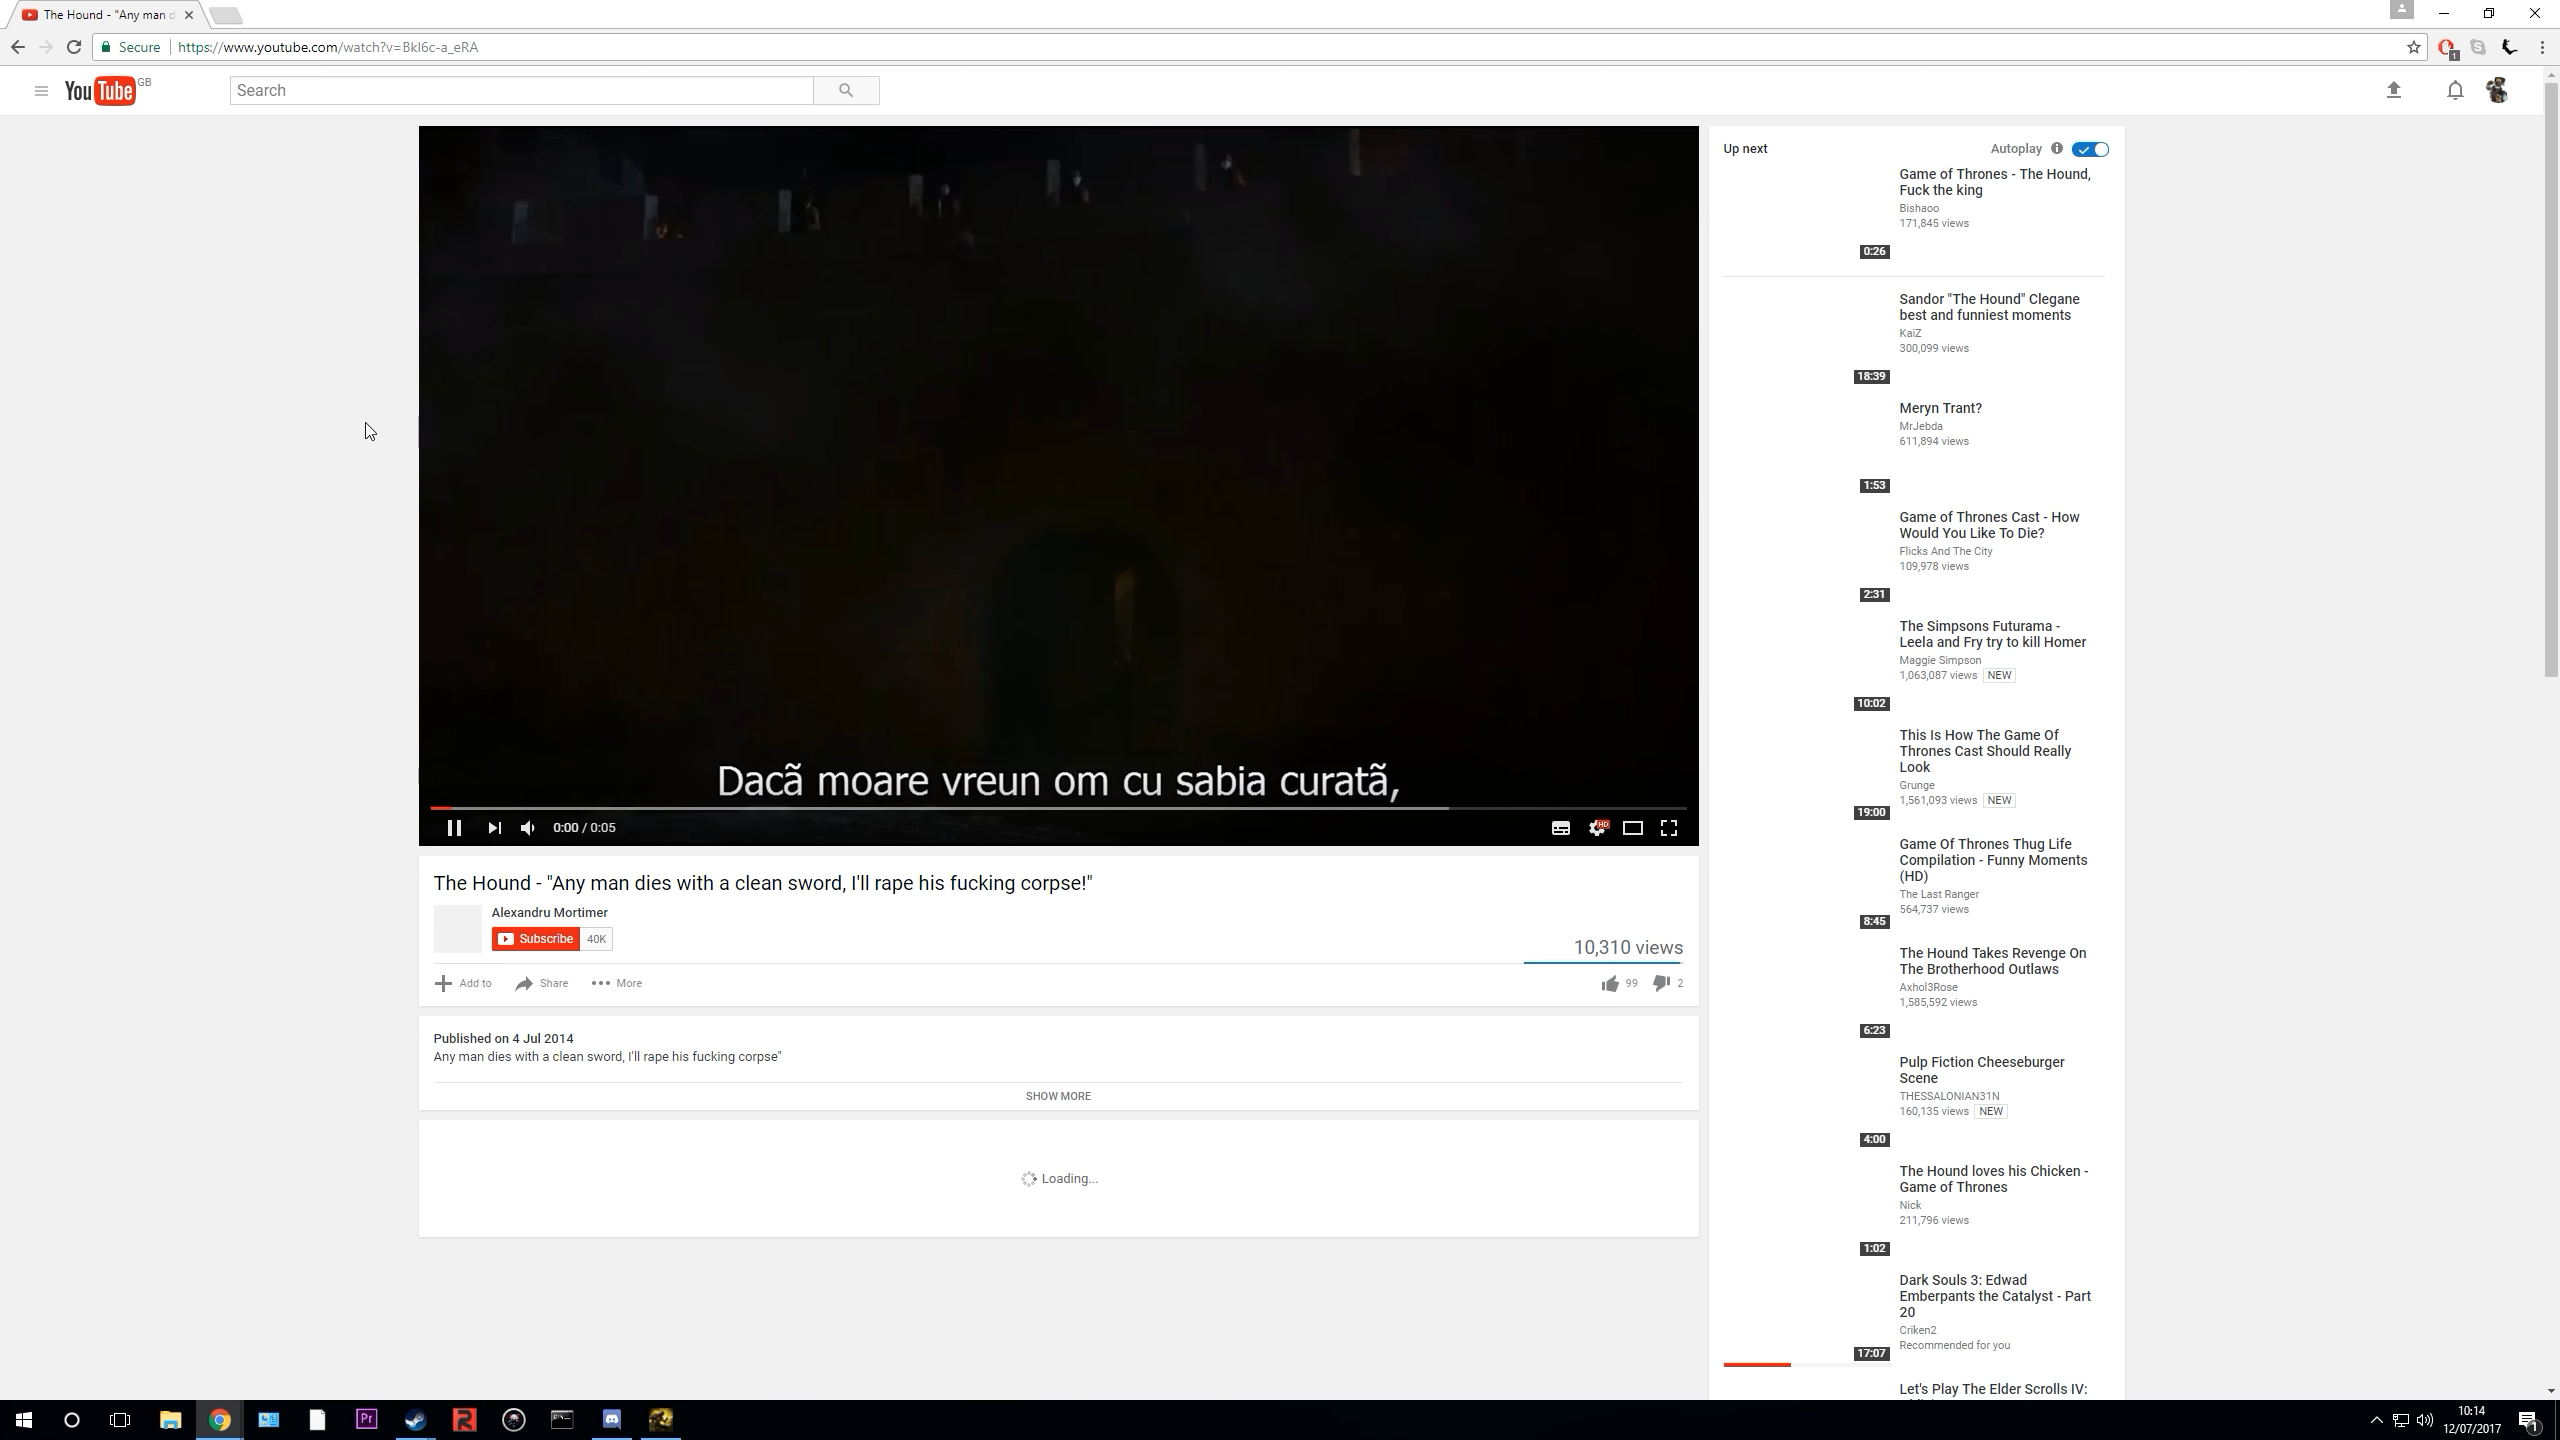 The Hound - "Any man d
Secure
https://www.youtube.com/watch?v=Bkl6c-a_eRA
1
YouTube GB
Search
Dacã moare vreun om cu sabia curatã,
0:00 / 0:05
HD
The Hound - "Any man dies with a clean sword, I'll rape his fucking corpse!"
Alexandru Mortimer
Subscribe 40K
10,310 views
Add to
Share
More
99
2
Published on 4 Jul 2014
Any man dies with a clean sword, I'll rape his fucking corpse"
SHOW MORE
Loading...
Up next
Autoplay
Game of Thrones - The Hound,
Fuck the king
Bishaoo
171,845 views
0:26
Sandor "The Hound" Clegane
best and funniest moments
KaiZ
300,099 views
18:39
Meryn Trant?
MrJebda
611,894 views
1:53
Game of Thrones Cast - How
Would You Like To Die?
Flicks And The City
109,978 views
2:31
The Simpsons Futurama -
Leela and Fry try to kill Homer
Maggie Simpson
1,063,087 views NEW
10:02
This Is How The Game Of
Thrones Cast Should Really
Look
Grunge
1,561,093 views NEW
19:00
Game Of Thrones Thug Life
Compilation - Funny Moments
(HD)
The Last Ranger
564,737 views
8:45
The Hound Takes Revenge On
The Brotherhood Outlaws
Axhol3Rose
1,585,592 views
6:23
Pulp Fiction Cheeseburger
Scene
THESSALONIAN31N
160,135 views NEW
4:00
The Hound loves his Chicken -
Game of Thrones
Nick
211,796 views
1:02
Dark Souls 3: Edwad
Emberpants the Catalyst - Part
20
Criken2
Recommended for you
17:07
Let's Play The Elder Scrolls IV:
Pr
10:14
12/07/2017
1